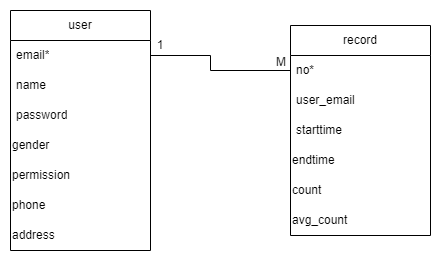 user
email*
name
password
gender
permission
phone
address
1
M
record
no*
user_email
starttime
endtime
count
avg_count